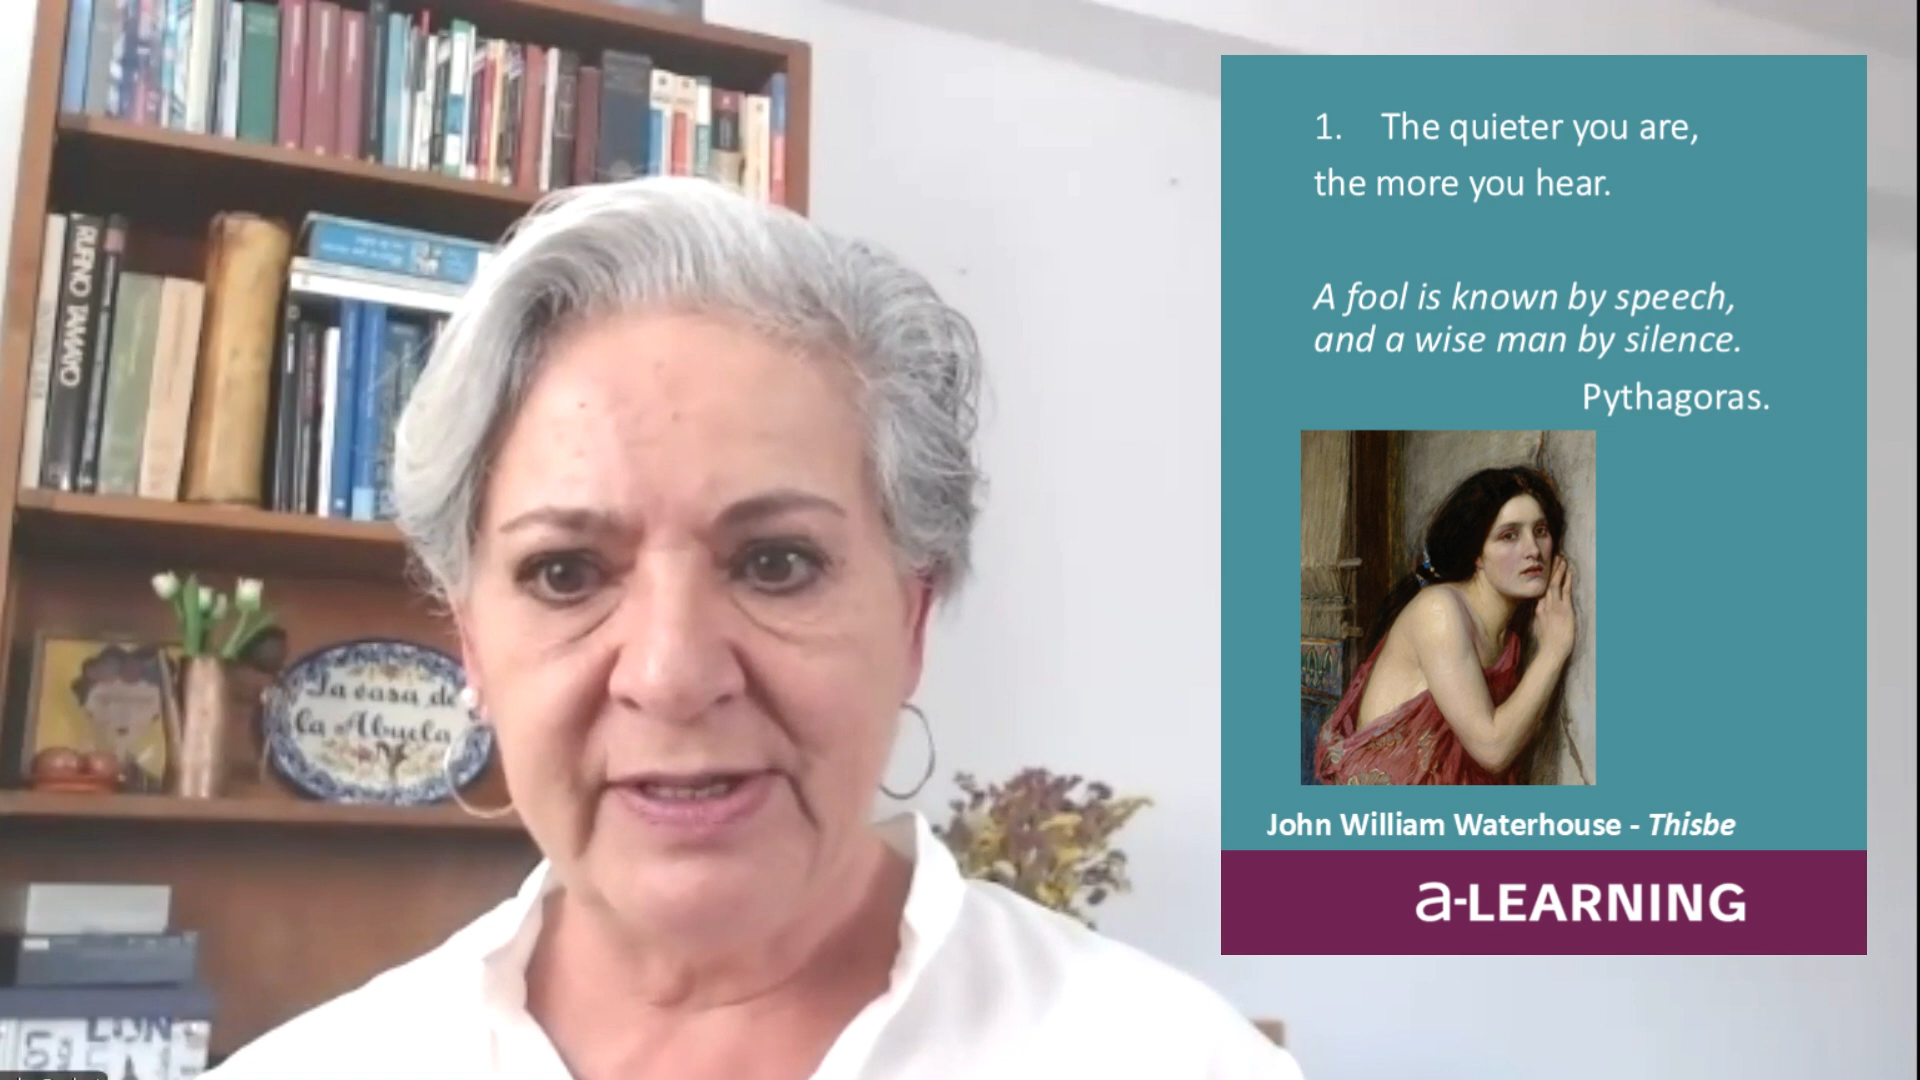 RUFINO TAMAYO
La casa de
la Abuela
1. The quieter you are,
the more you hear.
A fool is known by speech,
and a wise man by silence.
Pythagoras.
John William Waterhouse - Thisbe
a-LEARNING